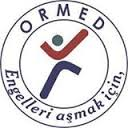 ORMED
Engelleri aşmak için,